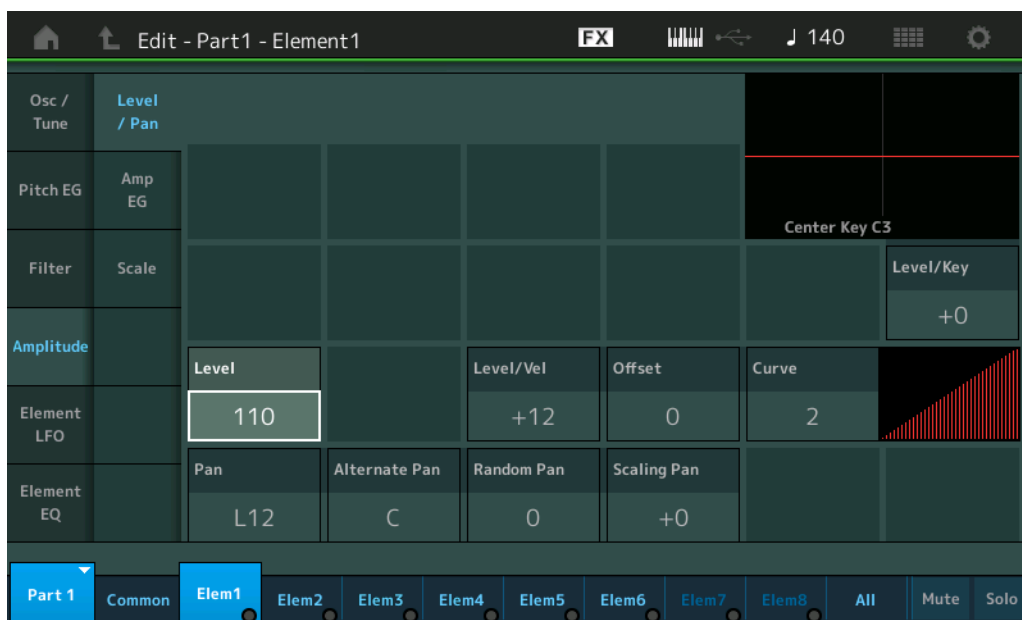 Edit - Part1 - Element1
FX
♩ 140
Osc /
Tune
Level
/ Pan
Pitch EG
Amp
EG
Center Key C3
Filter
Scale
Level/Key
+0
Amplitude
Level
Level/Vel
Offset
Curve
110
+12
0
2
Element
LFO
Pan
Alternate Pan
Random Pan
Scaling Pan
L12
C
0
+0
Element
EQ
Part 1
Common
Elem1
Elem2
Elem3
Elem4
Elem5
Elem6
Elem7
Elem8
All
Mute
Solo